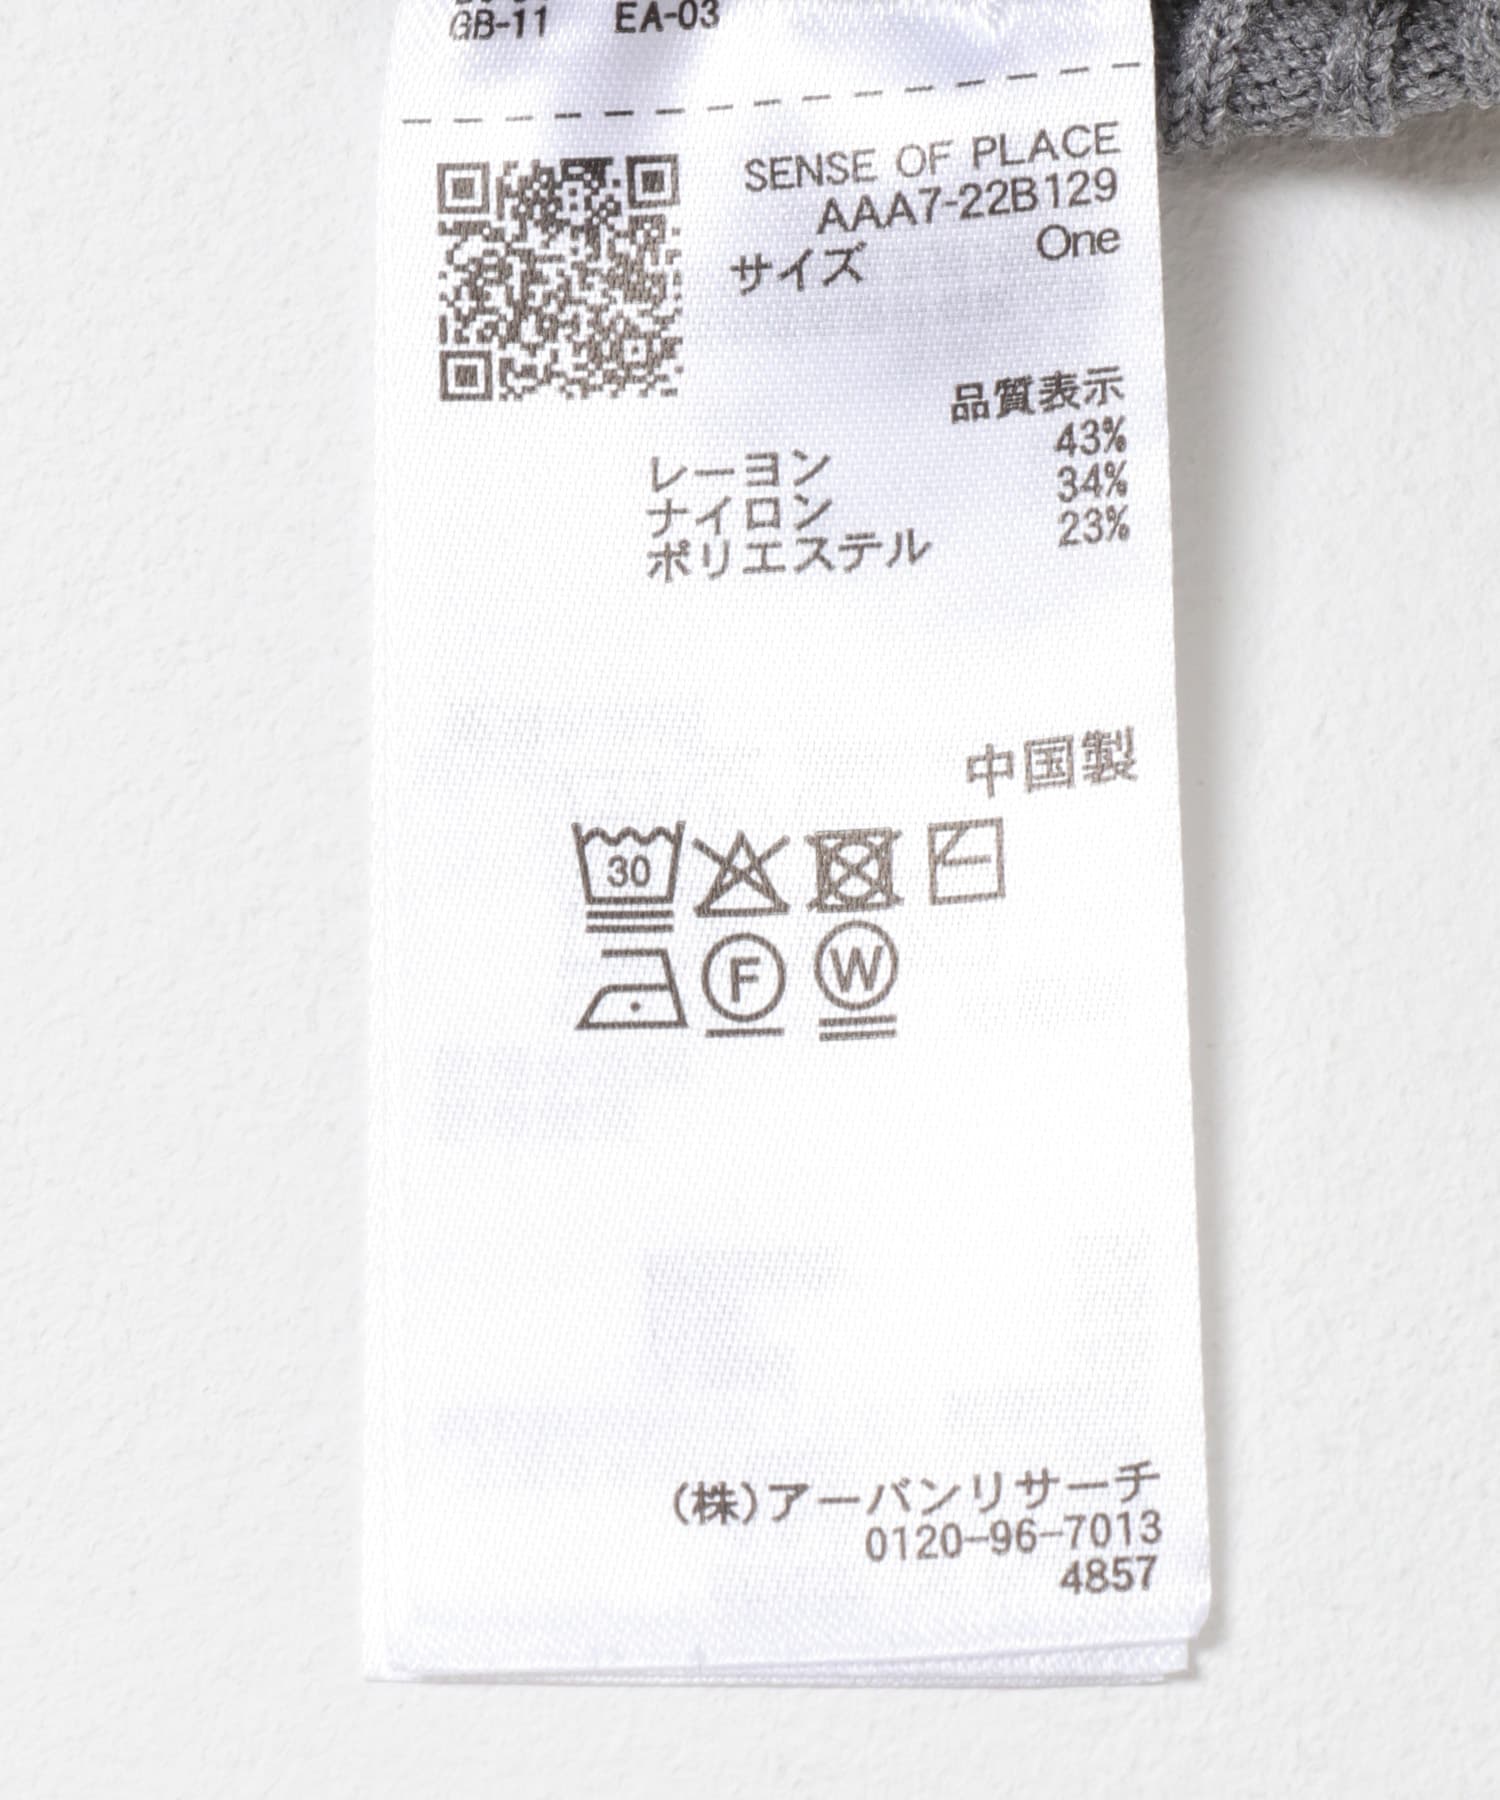 GB-11 EA-03
SENSE OF PLACE
AAA7-22B129
サイズ One
品質表示
レーヨン 43%
ナイロン 34%
ポリエステル 23%
中国製
30
F W
(株)アーバンリサーチ
0120-96-7013
4857